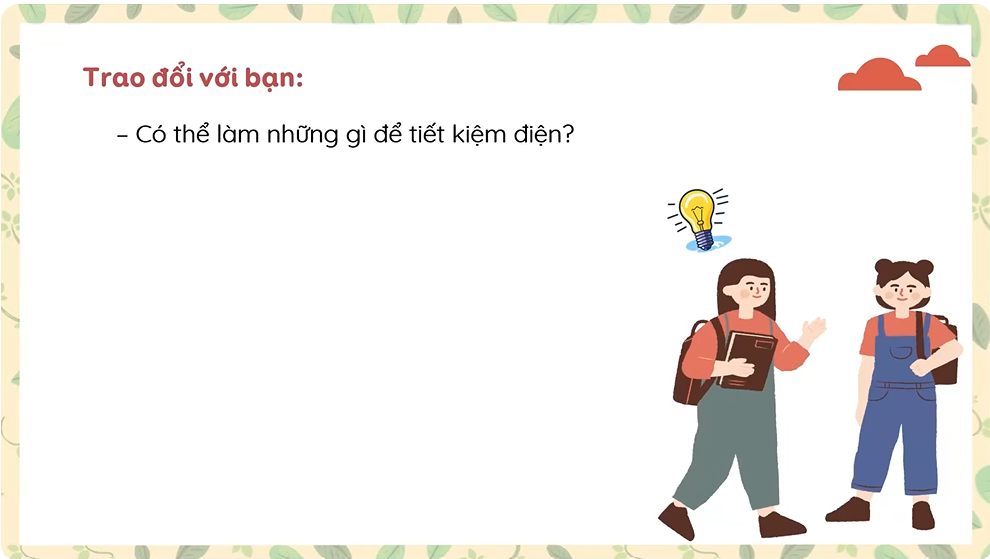 Trao đổi với bạn:
– Có thể làm những gì để tiết kiệm điện?